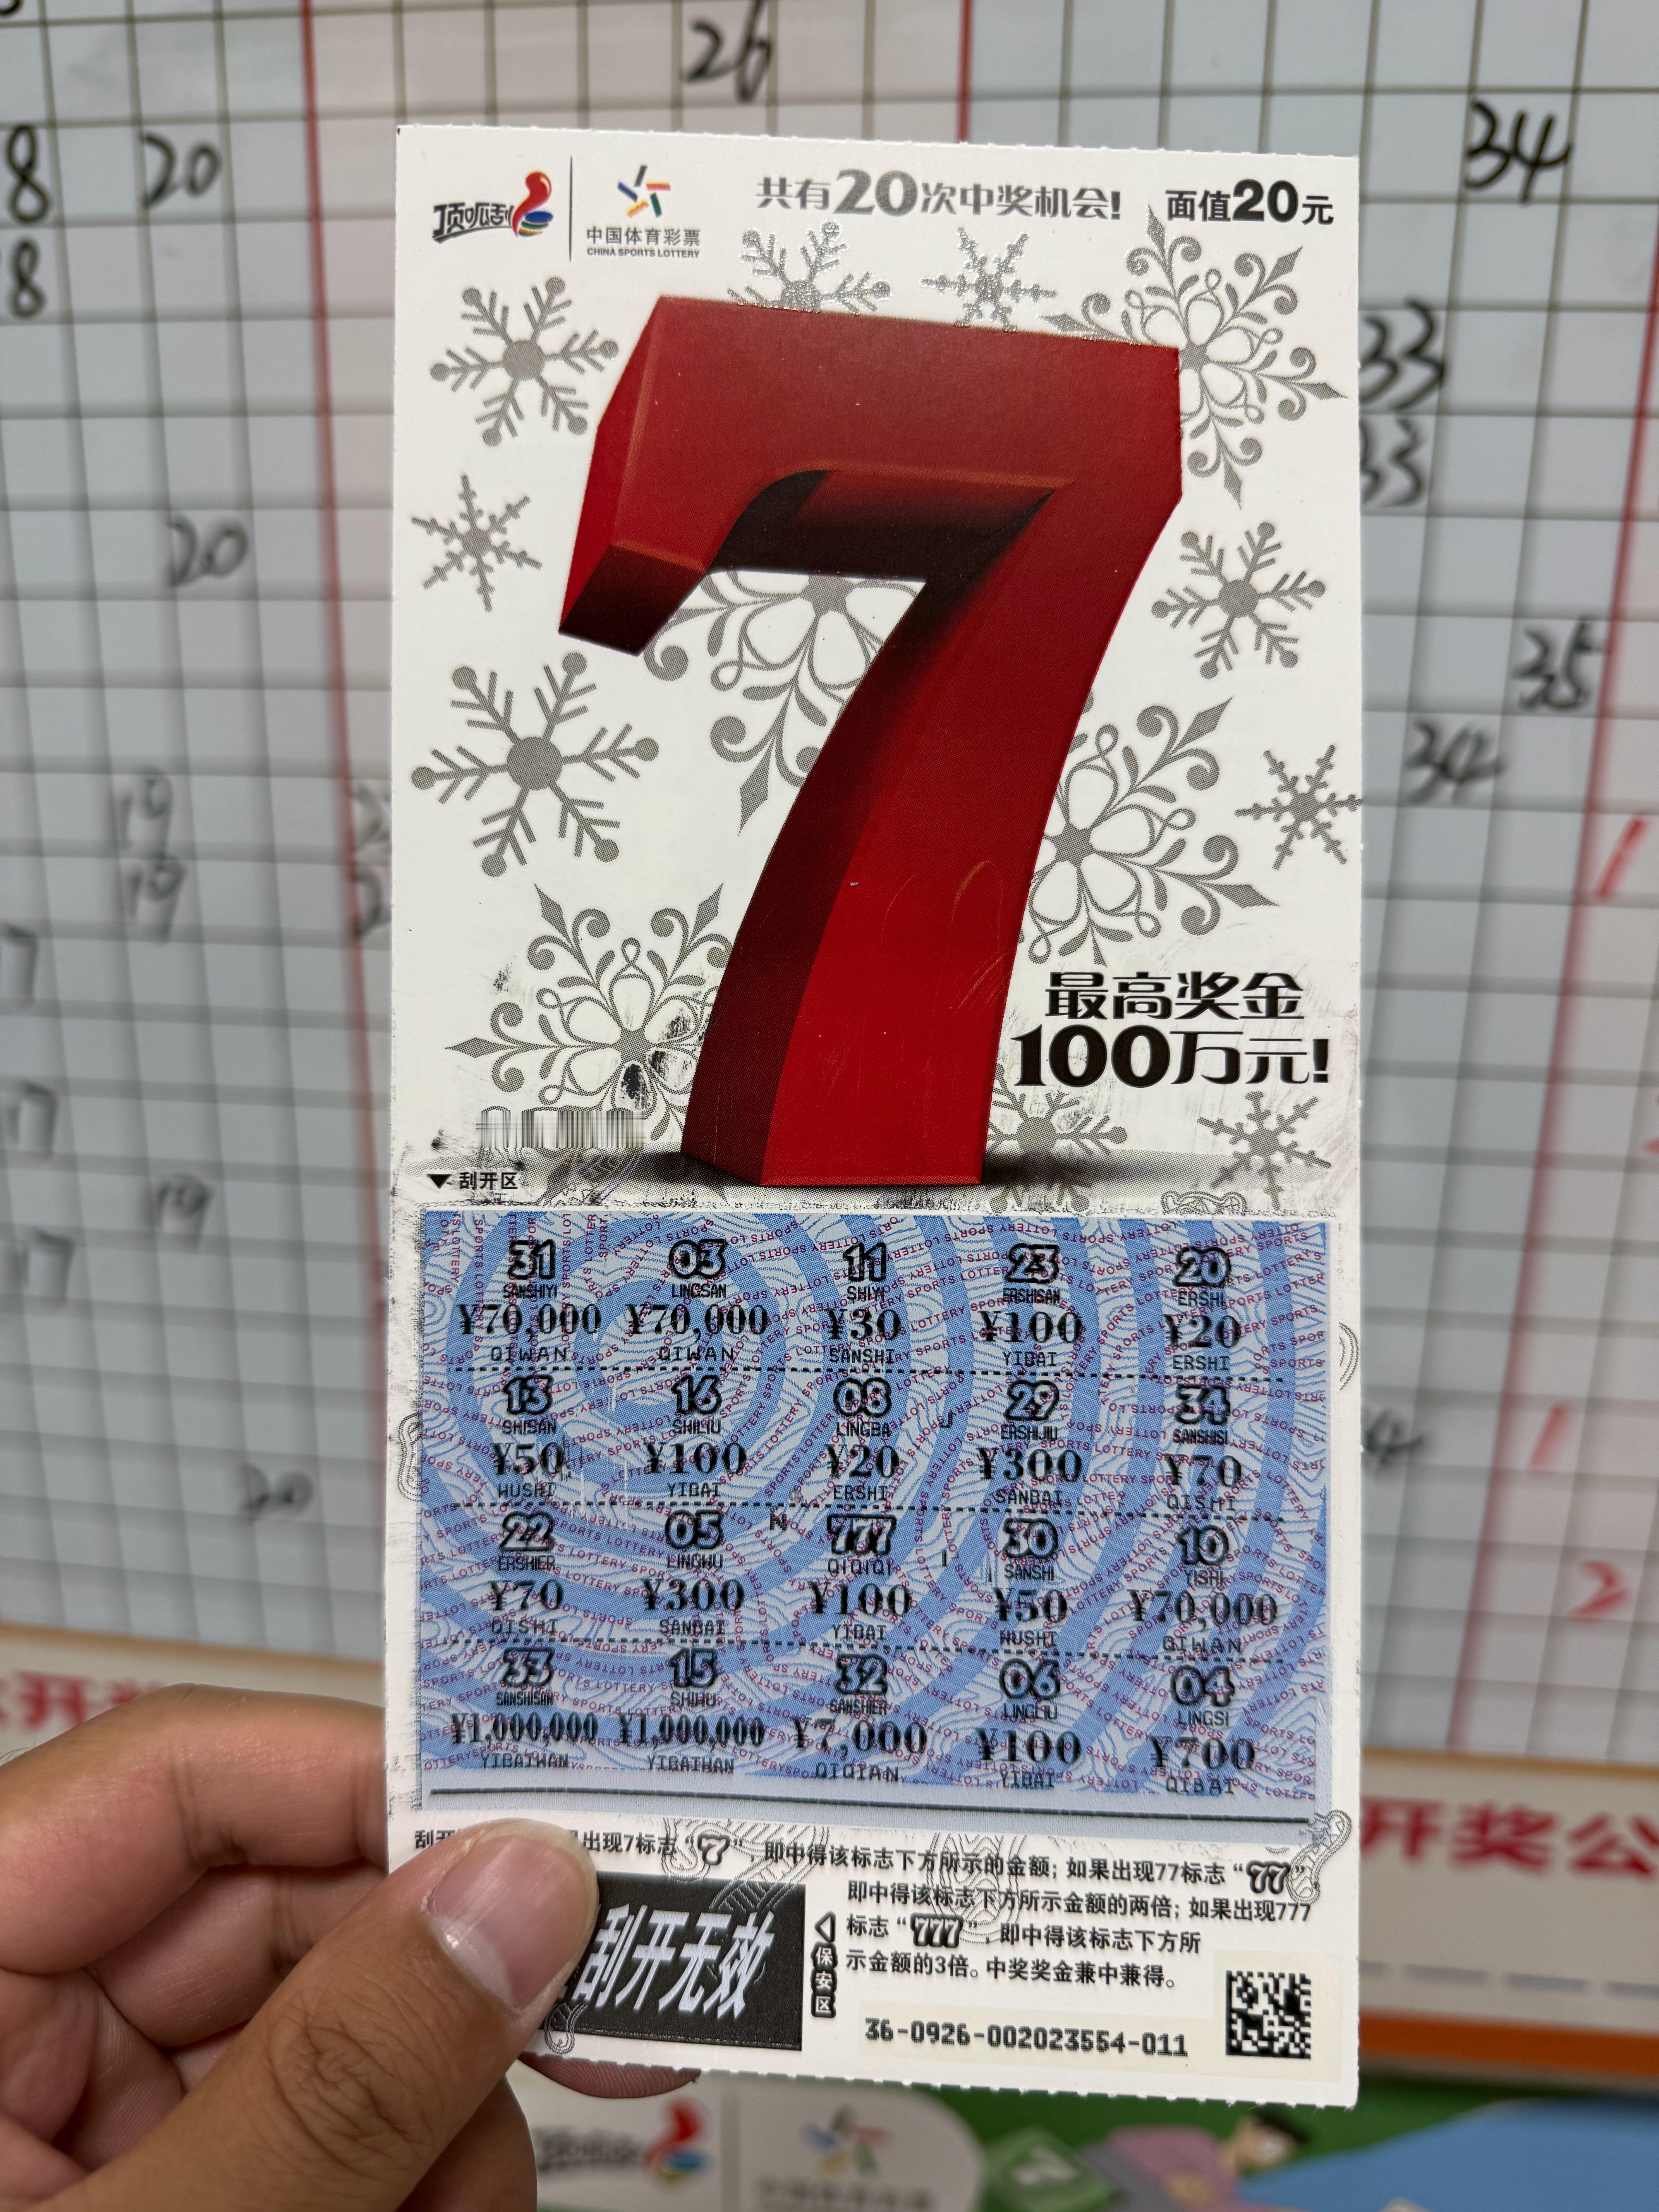 顶呱刮
中国体育彩票
CHINA SPORTS LOTTERY
共有20次中奖机会!
面值20元
7
最高奖金
100万元!
▼刮开区
31 03 11 23 20
SANSHIYI LINGSAN SHIYI ERSHISAN ERSHI
¥70,000 ¥70,000 ¥30 ¥100 ¥20
QIWAN QIWAN SANSHI YIBAI ERSHI
13 16 08 29 34
SHISAN SHILIU LINGBA ERSHIJIU SANSHISI
¥50 ¥100 ¥20 ¥300 ¥70
WUSHI YIBAI ERSHI SANBAI QISHI
22 05 777 30 10
ERSHIER LINGWU QIQIQI SANSHI YISHI
¥70 ¥300 ¥100 ¥50 ¥70,000
QISHI SANBAI YIBAI WUSHI QIWAN
33 15 32 06 04
SANSHISAN SHIWU SANSHIER LINGLIU LINGSI
¥1,000,000 ¥1,000,000 ¥7,000 ¥100 ¥700
YIBAIWAN YIBAIWAN QIQIAN YIBAI QIBAI
出现7标志“7” 即中得该标志下方所示的金额; 如果出现77标志“77”
即中得该标志下方所示金额的两倍; 如果出现777
标志“777”, 即中得该标志下方所
示金额的3倍。中奖奖金兼中兼得。
刮开无效
保安区
36-0926-002023554-011
26
20
34
33
33
20
35
34
19
19
17
19
17
20
开奖公